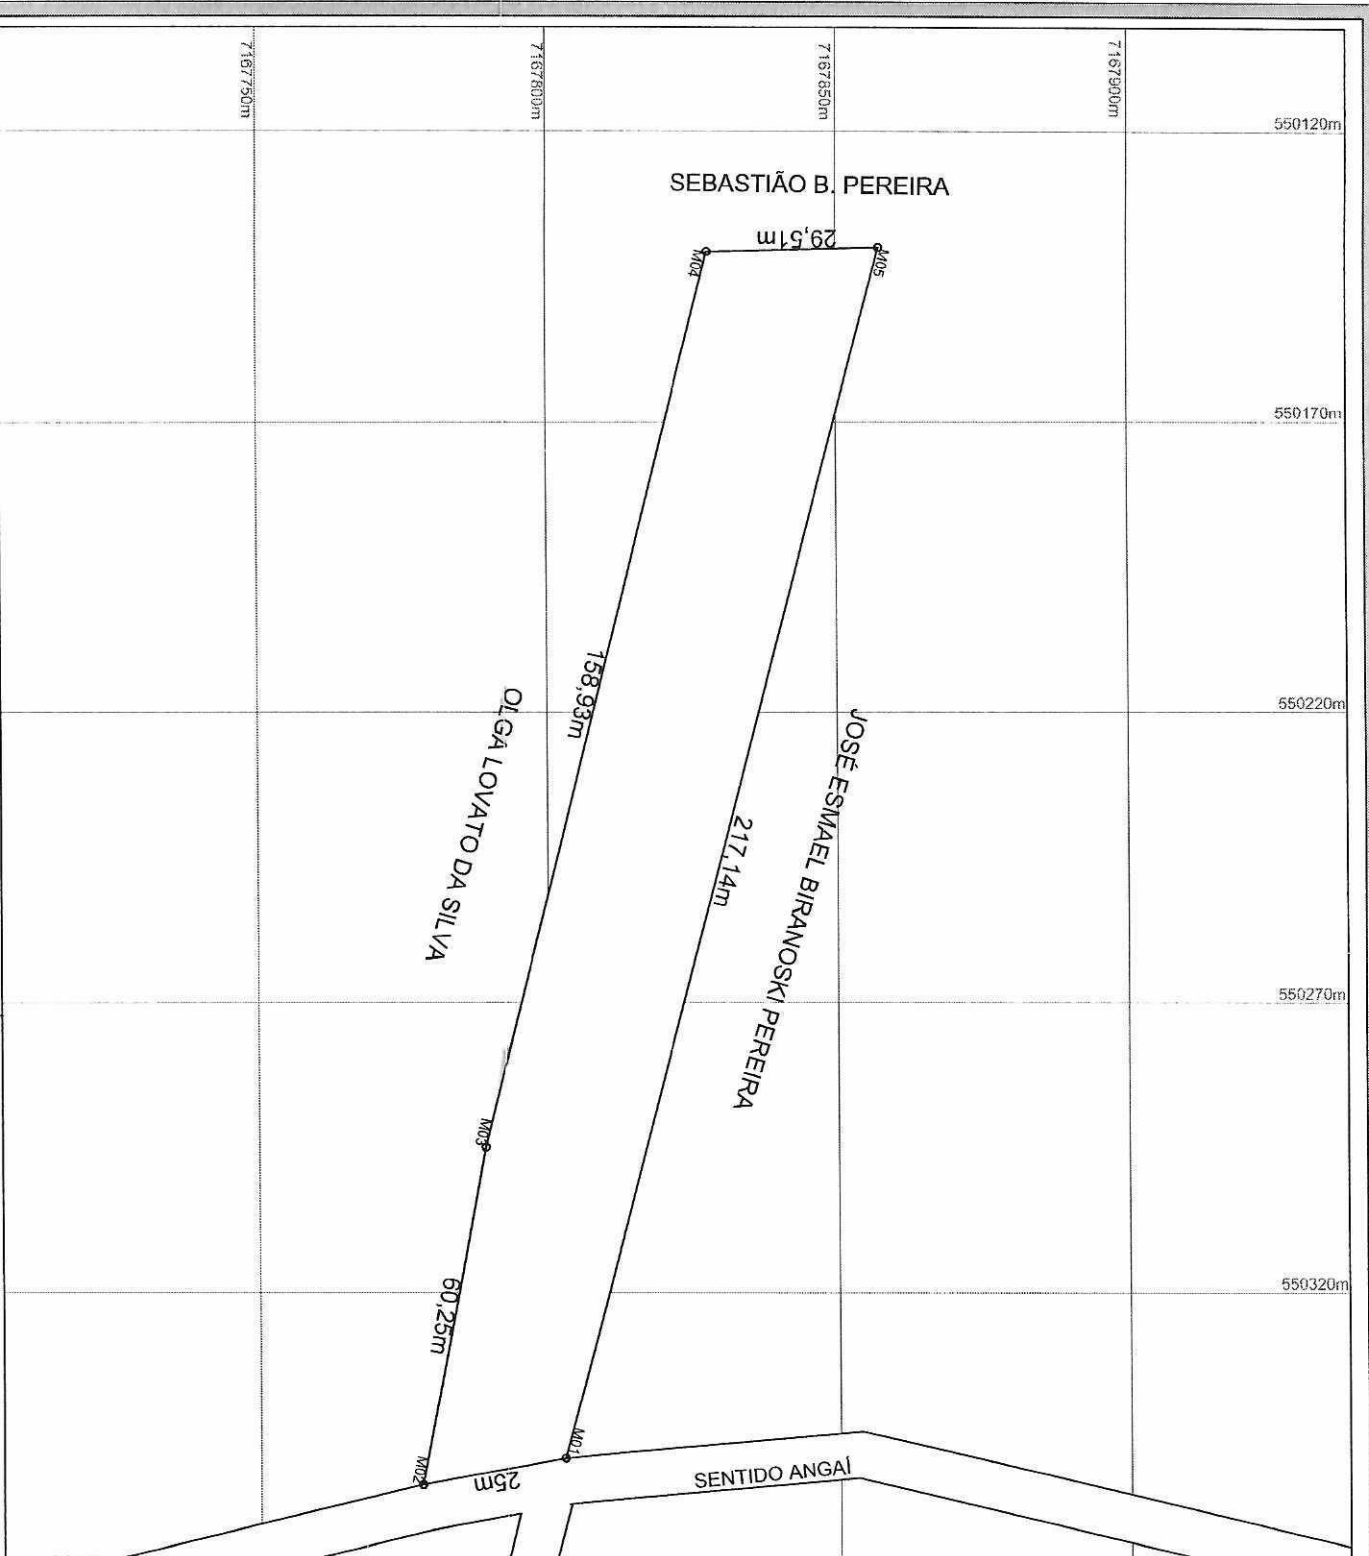 7167750m
7167800m
7167850m
7167900m
550120m
SEBASTIÃO B. PEREIRA
29,51m
M04
M05
550170m
158,93m
OLGA LOVATO DA SILVA
550220m
JOSÉ ESMAEL BIRANOSKI PEREIRA
217,14m
550270m
M03
60,25m
550320m
M01
M02
25m
SENTIDO ANGAÍ